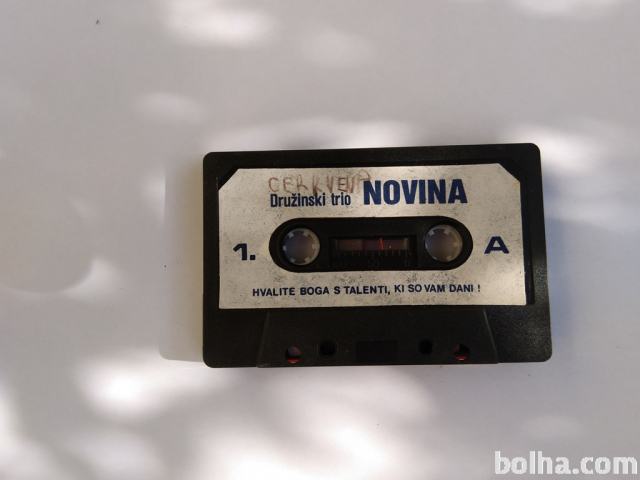 CERKVENA
Družinski trio NOVINA
1. A
HVALITE BOGA S TALENTI, KI SO VAM DANI !
bolha.com